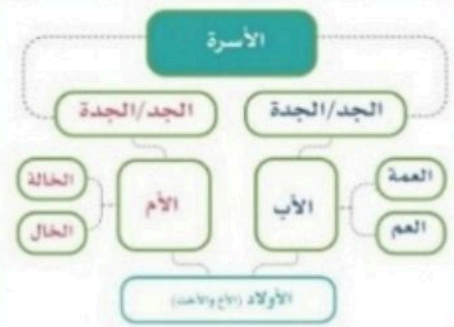 الأسرة
الجد/الجدة
الجد/الجدة
العمة
العم
الأب
الأم
الخالة
الخال
الأولاد (الأخ والأخت)